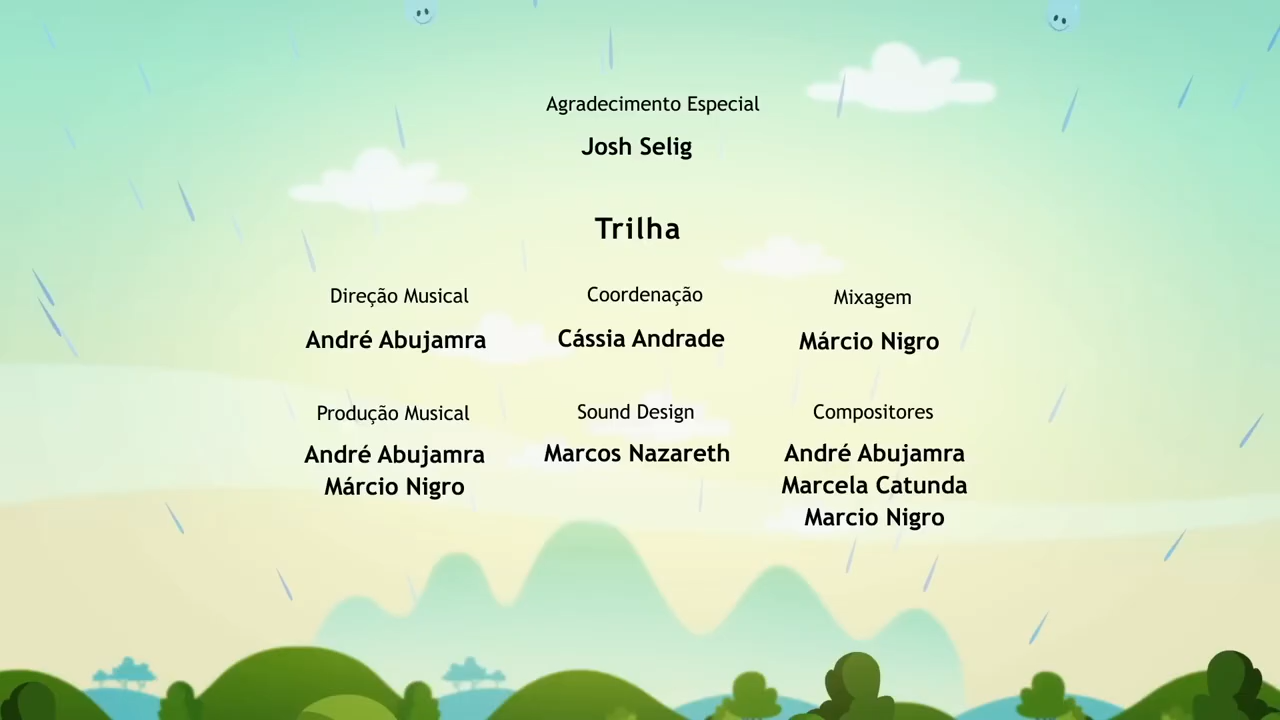 Agradecimento Especial
Josh Selig
Trilha
Direção Musical
André Abujamra
Coordenação
Cássia Andrade
Mixagem
Márcio Nigro
Produção Musical
André Abujamra
Márcio Nigro
Sound Design
Marcos Nazareth
Compositores
André Abujamra
Marcela Catunda
Marcio Nigro